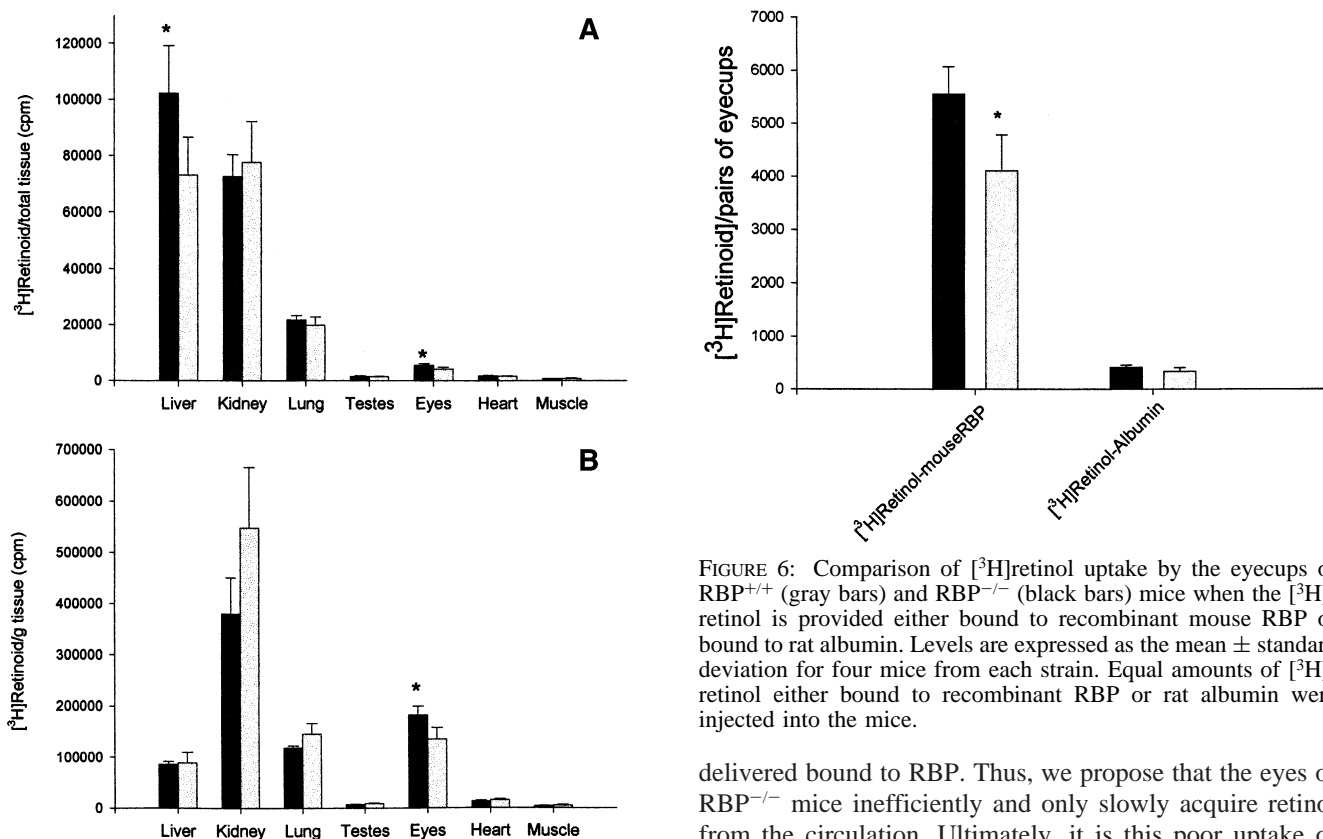 A
*
[³H]Retinoid/total tissue (cpm)
120000
100000
80000
60000
40000
20000
0
*
Liver Kidney Lung Testes Eyes Heart Muscle
B
[³H]Retinoid/g tissue (cpm)
700000
600000
500000
400000
300000
200000
100000
0
*
Liver Kidney Lung Testes Eyes Heart Muscle
[³H]Retinoid]/pairs of eyecups
7000
6000
5000
4000
3000
2000
1000
0
*
[³H]Retinol-mouseRBP
[³H]Retinol-Albumin
FIGURE 6: Comparison of [³H]retinol uptake by the eyecups o
RBP⁺/⁺ (gray bars) and RBP⁻/⁻ (black bars) mice when the [³H]
retinol is provided either bound to recombinant mouse RBP o
bound to rat albumin. Levels are expressed as the mean ± standar
deviation for four mice from each strain. Equal amounts of [³H]
retinol either bound to recombinant RBP or rat albumin wer
injected into the mice.
delivered bound to RBP. Thus, we propose that the eyes o
RBP⁻/⁻ mice inefficiently and only slowly acquire retino
from the circulation. Ultimately, it is this poor uptake o